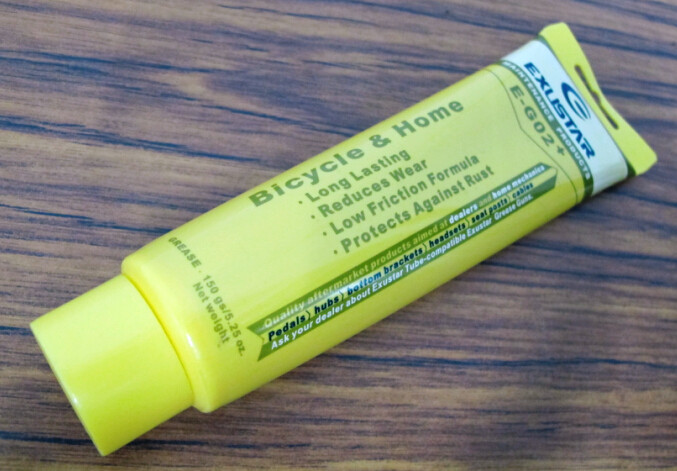 EXUSTAR
MAINTENANCE PRODUCTS
E-G02+
Bicycle & Home
· Long Lasting
· Reduces Wear
· Low Friction Formula
· Protects Against Rust
Quality aftermarket products aimed at dealers and home mechanics
Pedals) hubs) bottom brackets) headsets) seat posts) cables
Ask your dealer about Exustar Tube-compatible Exustar Grease Guns.
GREASE · 150 gs/5.25 oz.
Net weight